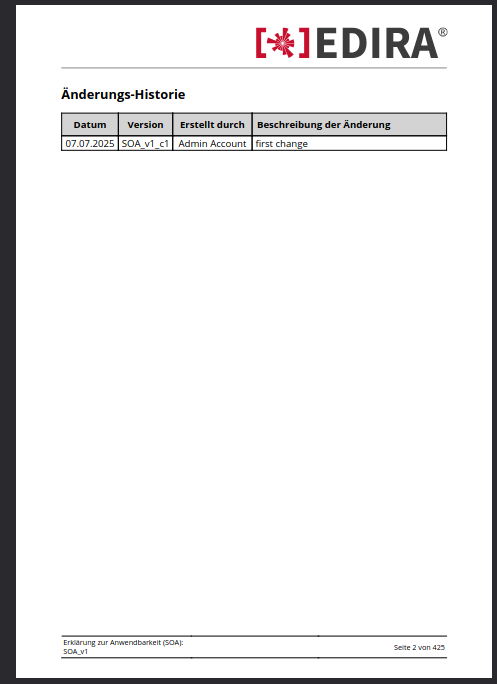 [*]EDIRA®
Änderungs-Historie
Datum Version Erstellt durch Beschreibung der Änderung
07.07.2025 SOA_v1_c1 Admin Account first change
Erklärung zur Anwendbarkeit (SOA):
SOA_v1
Seite 2 von 425